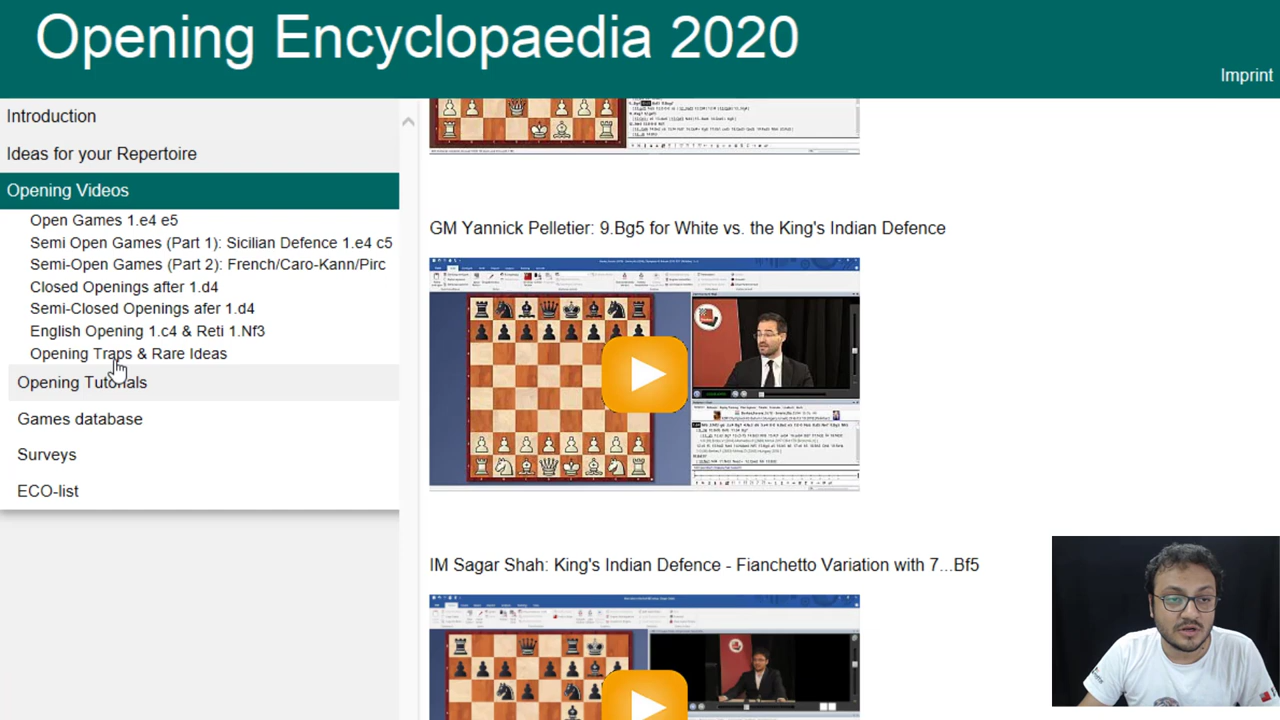 Opening Encyclopaedia 2020
Imprint
Introduction
Ideas for your Repertoire
Opening Videos
Open Games 1.e4 e5
Semi Open Games (Part 1): Sicilian Defence 1.e4 c5
Semi-Open Games (Part 2): French/Caro-Kann/Pirc
Closed Openings after 1.d4
Semi-Closed Openings afer 1.d4
English Opening 1.c4 & Reti 1.Nf3
Opening Traps & Rare Ideas
Opening Tutorials
Games database
Surveys
ECO-list
GM Yannick Pelletier: 9.Bg5 for White vs. the King's Indian Defence
IM Sagar Shah: King's Indian Defence - Fianchetto Variation with 7...Bf5